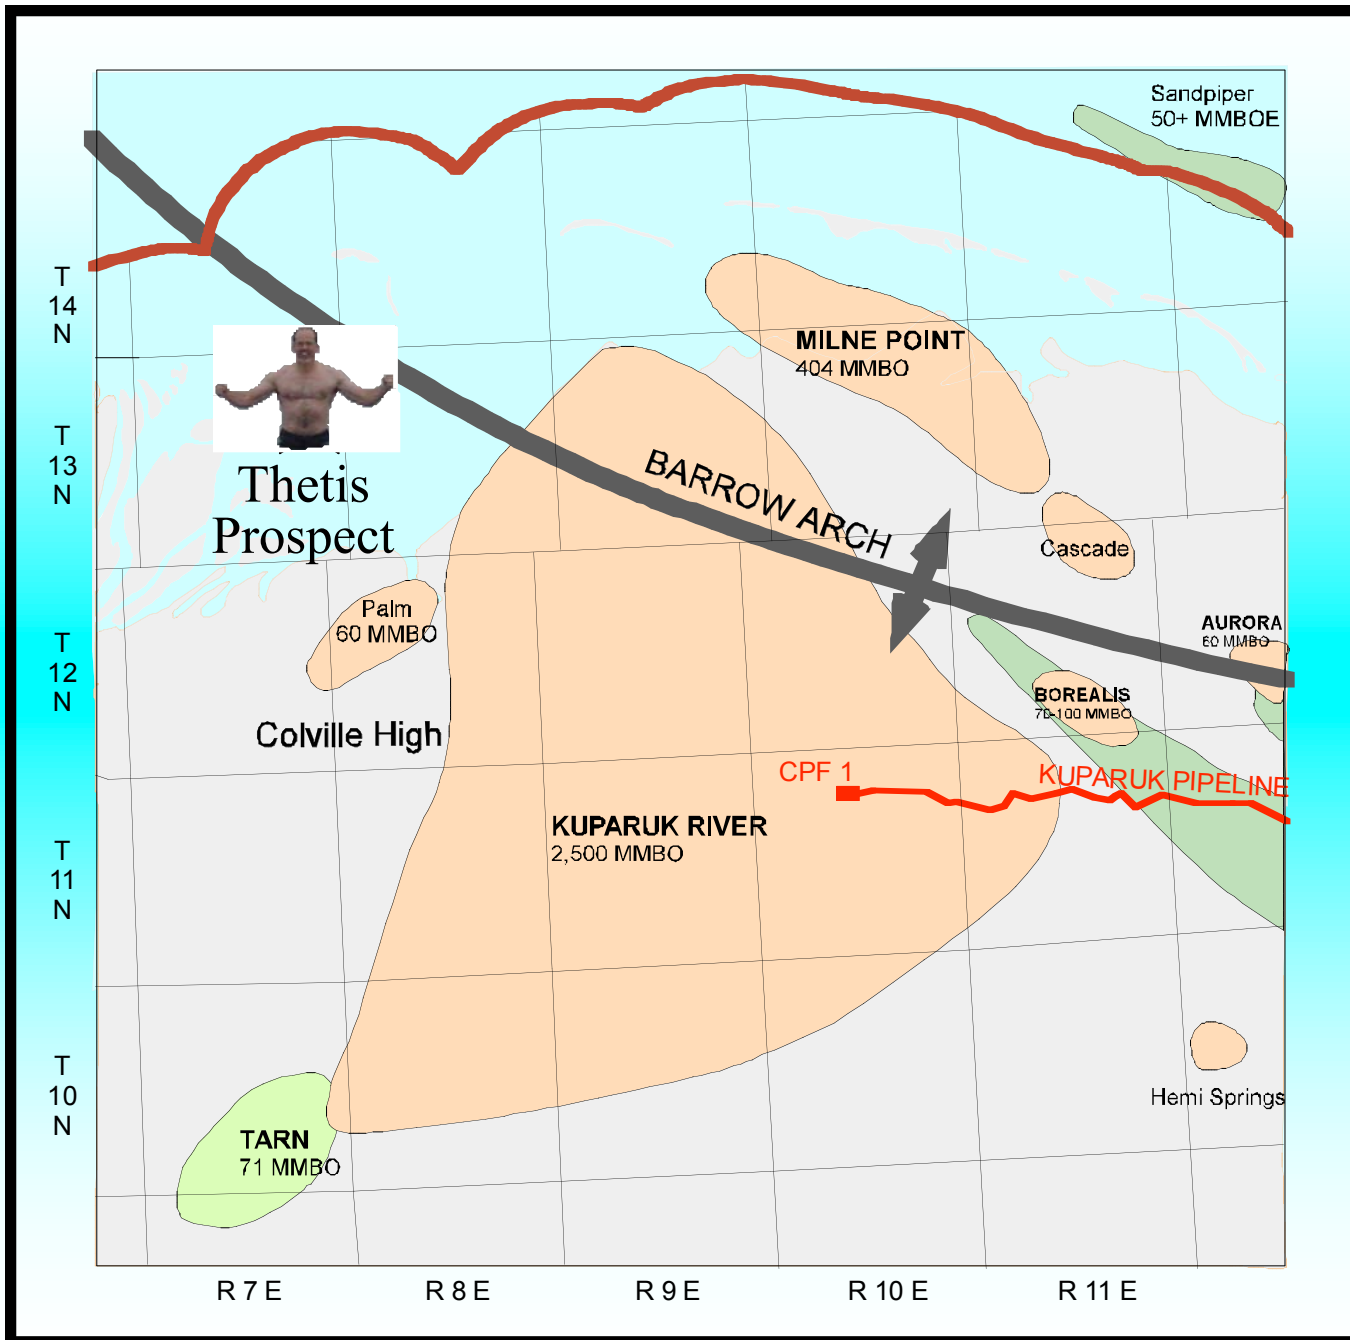 Sandpiper
50+ MMBOE
T
14
N
MILNE POINT
404 MMBO
T
13
N
BARROW ARCH
Thetis
Prospect
Cascade
Palm
60 MMBO
AURORA
60 MMBO
T
12
N
BOREALIS
70-100 MMBO
Colville High
CPF 1
KUPARUK PIPELINE
KUPARUK RIVER
2,500 MMBO
T
11
N
T
10
N
Hemi Springs
TARN
71 MMBO
R 7 E
R 8 E
R 9 E
R 10 E
R 11 E